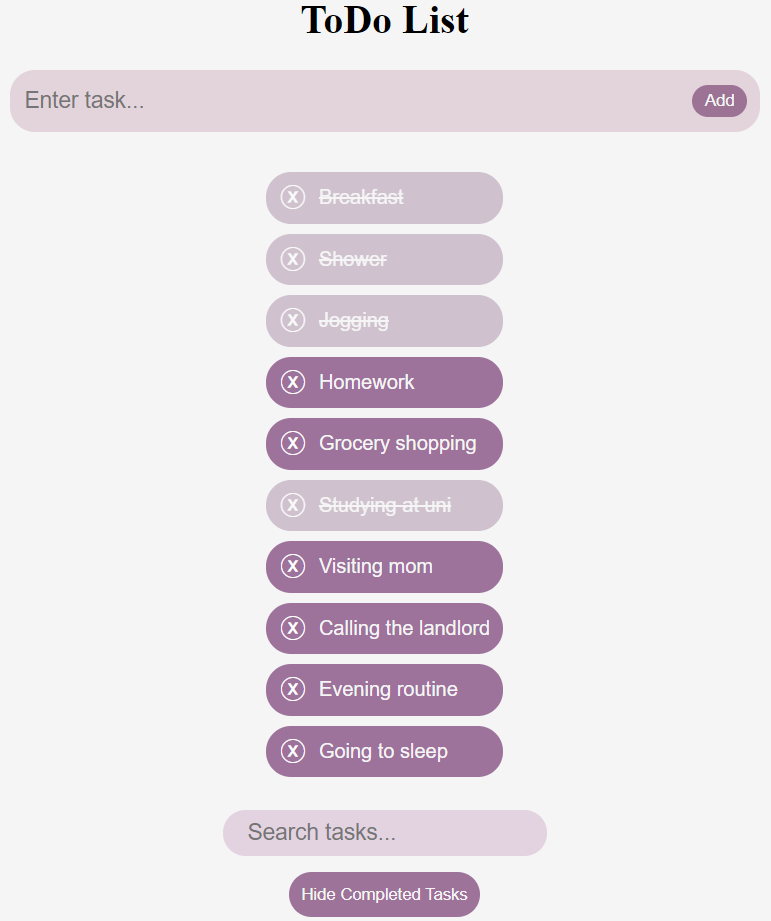 ToDo List
Enter task...
Add
X Breakfast
X Shower
X Jogging
X Homework
X Grocery shopping
X Studying at uni
X Visiting mom
X Calling the landlord
X Evening routine
X Going to sleep
Search tasks...
Hide Completed Tasks